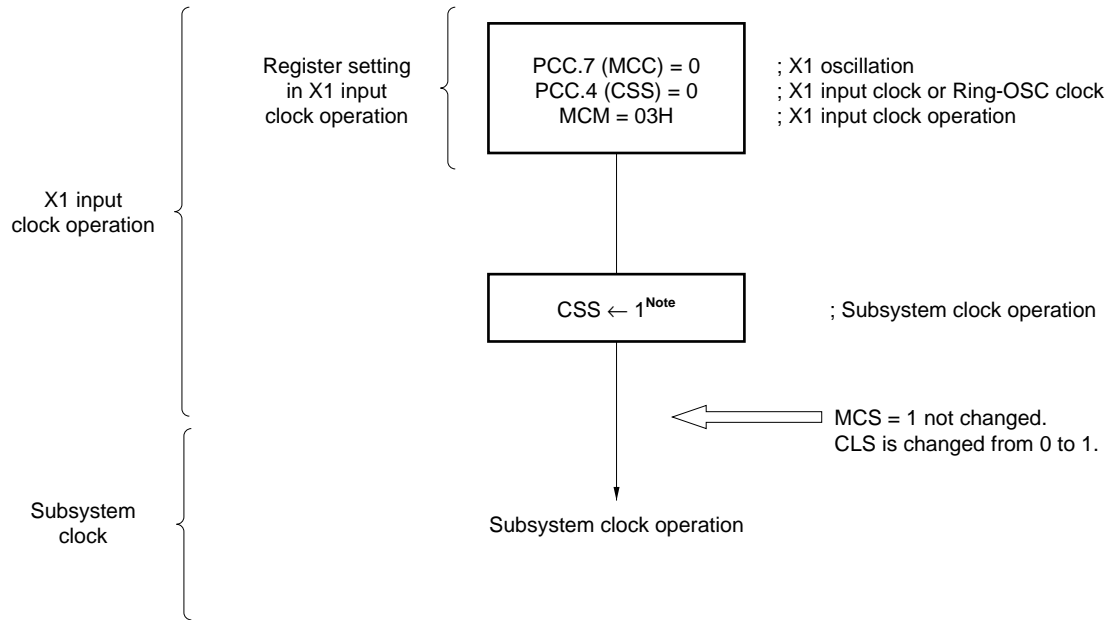 Register setting
in X1 input
clock operation
PCC.7 (MCC) = 0
PCC.4 (CSS) = 0
MCM = 03H
; X1 oscillation
; X1 input clock or Ring-OSC clock
; X1 input clock operation
X1 input
clock operation
CSS ← 1Note
; Subsystem clock operation
MCS = 1 not changed.
CLS is changed from 0 to 1.
Subsystem
clock
Subsystem clock operation